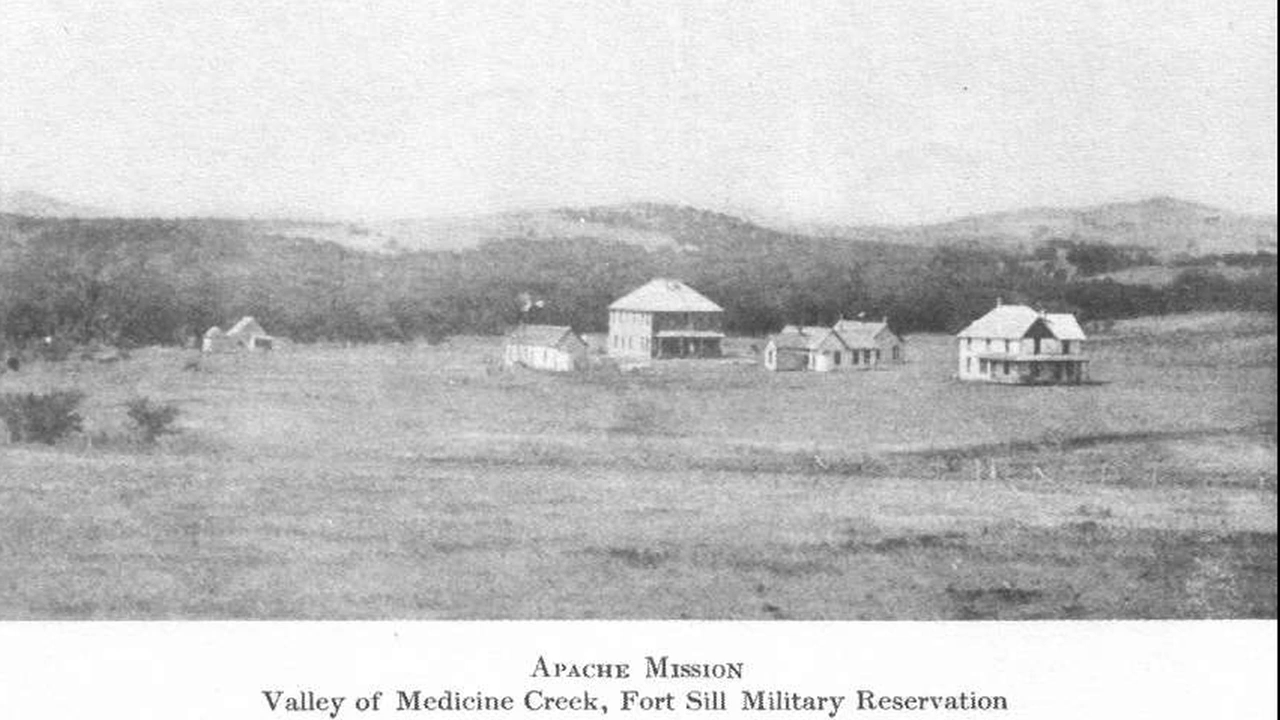 Apache Mission
Valley of Medicine Creek, Fort Sill Military Reservation